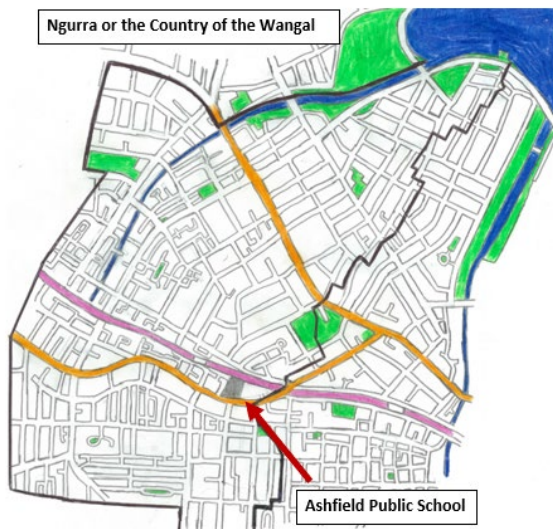 Ngurra or the Country of the Wangal
Ashfield Public School